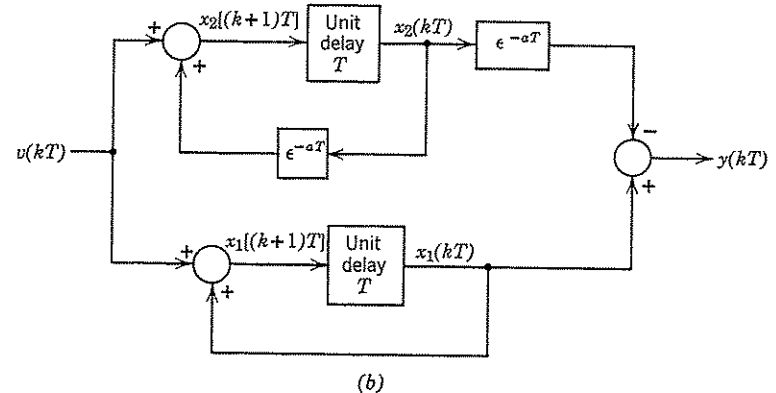 x₂[(k+1)T]
Unit
delay
T
x₂(kT)
ϵ⁻ᵃᵀ
+
+
−
v(kT)
ϵ⁻ᵃᵀ
y(kT)
+
x₁[(k+1)T]
Unit
delay
T
x₁(kT)
+
+
(b)